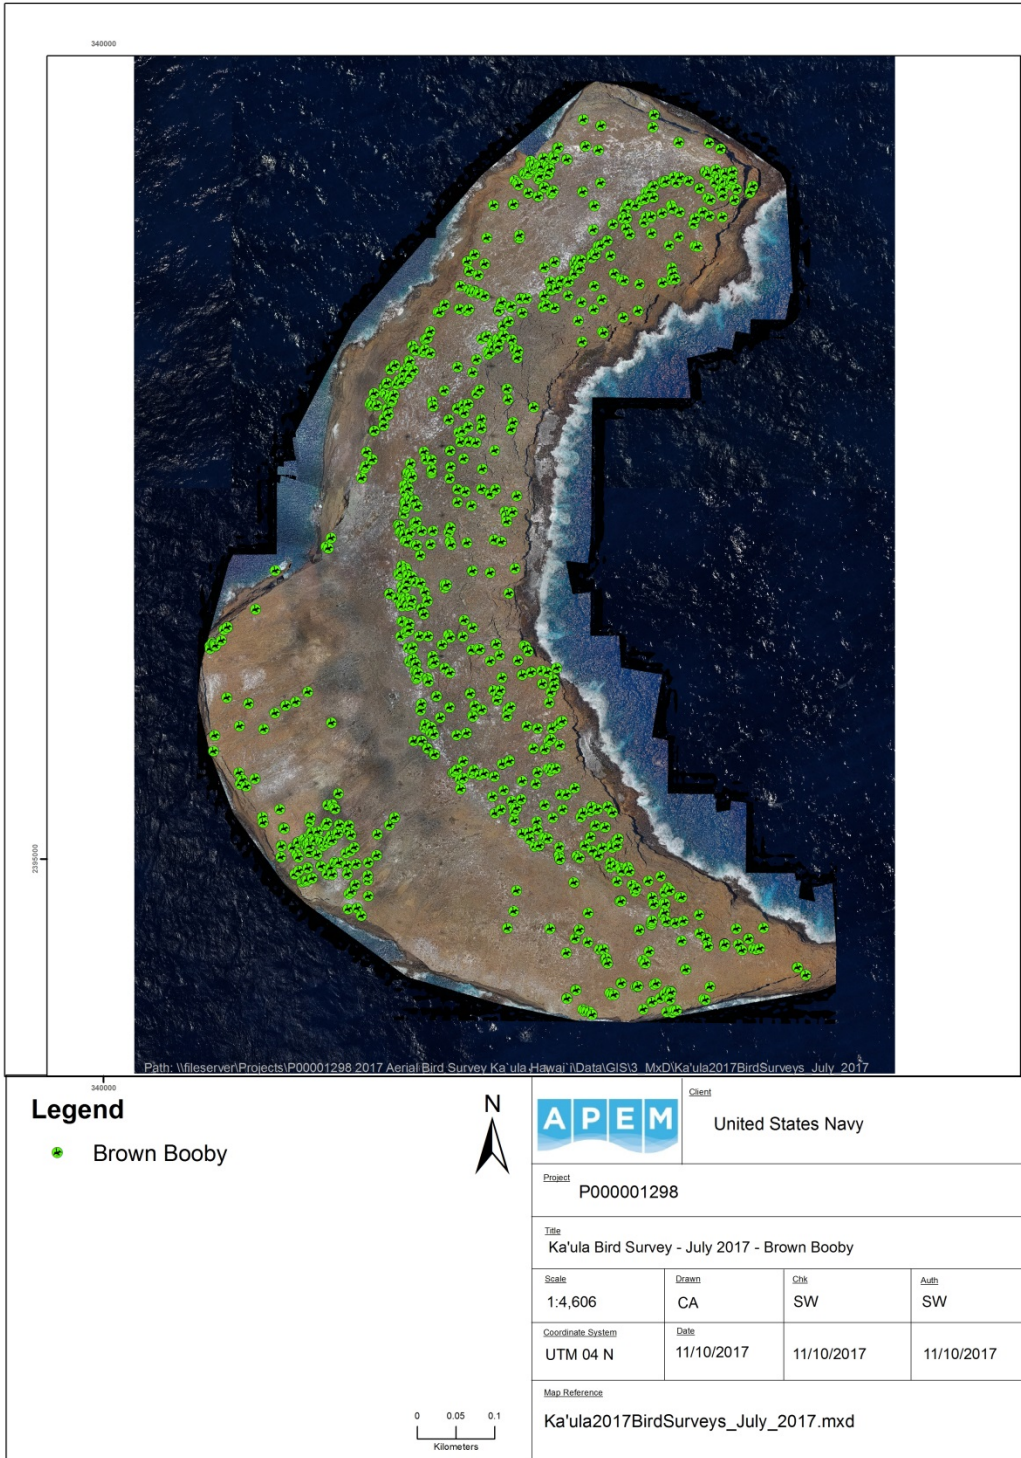 340000
2395000
Path: \\fileserver\Projects\P00001298 2017 Aerial Bird Survey Ka`ula Hawai`i\Data\GIS\3_MxD\Ka'ula2017BirdSurveys_July_2017
340000
Legend
Brown Booby
N
0 0.05 0.1
Kilometers
APEM
Client
United States Navy
Project
P000001298
Title
Ka'ula Bird Survey - July 2017 - Brown Booby
Scale Drawn Chk Auth
1:4,606 CA SW SW
Coordinate System Date
UTM 04 N 11/10/2017 11/10/2017 11/10/2017
Map Reference
Ka'ula2017BirdSurveys_July_2017.mxd